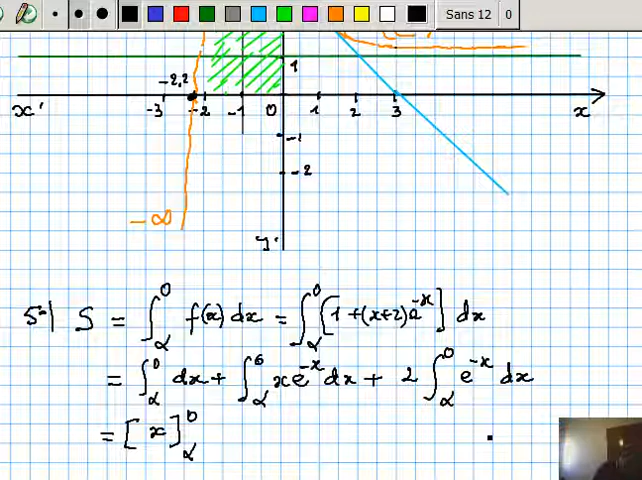 Sans 12 0
1
-2,2
x' -3 -2 -1 0 1 2 3 x
-1
-2
-∞
y'
5°| S = ∫_α^0 f(x) dx = ∫_α^0 [1 + (x+2)e^{-x}] dx
= ∫_α^0 dx + ∫_α^0 x e^{-x} dx + 2 ∫_α^0 e^{-x} dx
= [x]_α^0